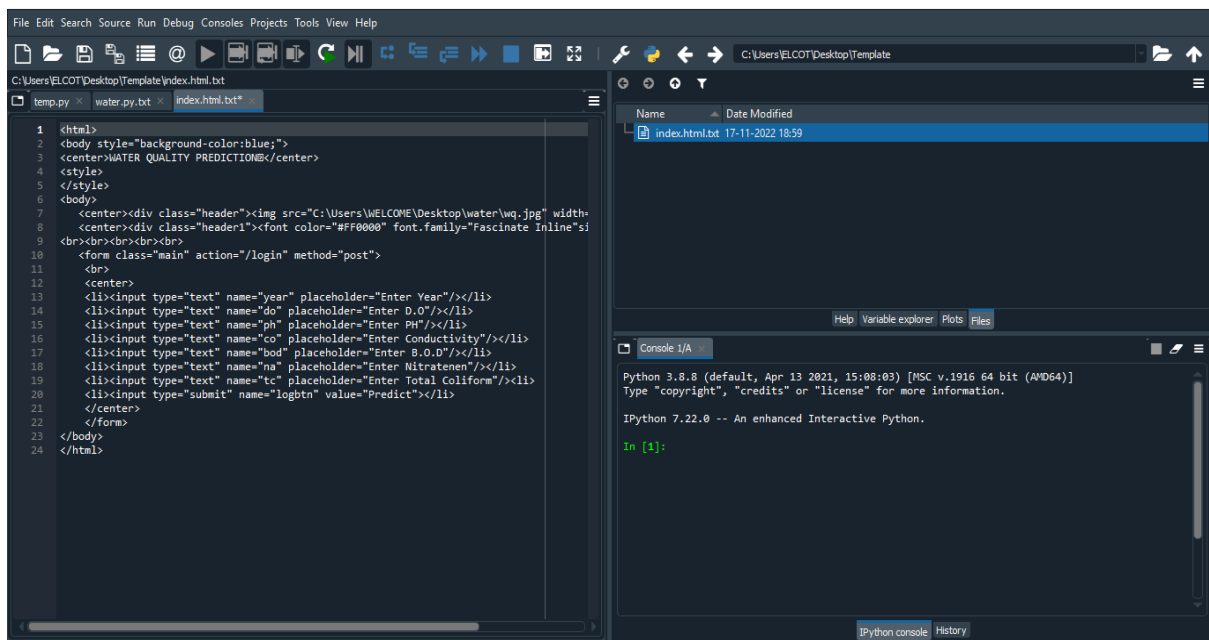 File Edit Search Source Run Debug Consoles Projects Tools View Help
C:\Users\ELCOT\Desktop\Template
C:\Users\ELCOT\Desktop\Template\index.html.txt
temp.py
water.py.txt
index.html.txt*
1 <html>
2 <body style="background-color:blue;">
3 <center>WATER QUALITY PREDICTION</center>
4 <style>
5 </style>
6 <body>
7 <center><div class="header"><img src="C:\Users\WELCOME\Desktop\water\wq.jpg" width=
8 <center><div class="header1"><font color="#FF0000" font.family="Fascinate Inline"si
9 <br><br><br><br><br>
10 <form class="main" action="/login" method="post">
11 <br>
12 <center>
13 <li><input type="text" name="year" placeholder="Enter Year"/></li>
14 <li><input type="text" name="do" placeholder="Enter D.O"/></li>
15 <li><input type="text" name="ph" placeholder="Enter PH"/></li>
16 <li><input type="text" name="co" placeholder="Enter Conductivity"/></li>
17 <li><input type="text" name="bod" placeholder="Enter B.O.D"/></li>
18 <li><input type="text" name="na" placeholder="Enter Nitratenen"/></li>
19 <li><input type="text" name="tc" placeholder="Enter Total Coliform"/><li>
20 <li><input type="submit" name="logbtn" value="Predict"></li>
21 </center>
22 </form>
23 </body>
24 </html>
Name Date Modified
index.html.txt 17-11-2022 18:59
Help Variable explorer Plots Files
Console 1/A
Python 3.8.8 (default, Apr 13 2021, 15:08:03) [MSC v.1916 64 bit (AMD64)]
Type "copyright", "credits" or "license" for more information.
IPython 7.22.0 -- An enhanced Interactive Python.
In [1]:
IPython console History